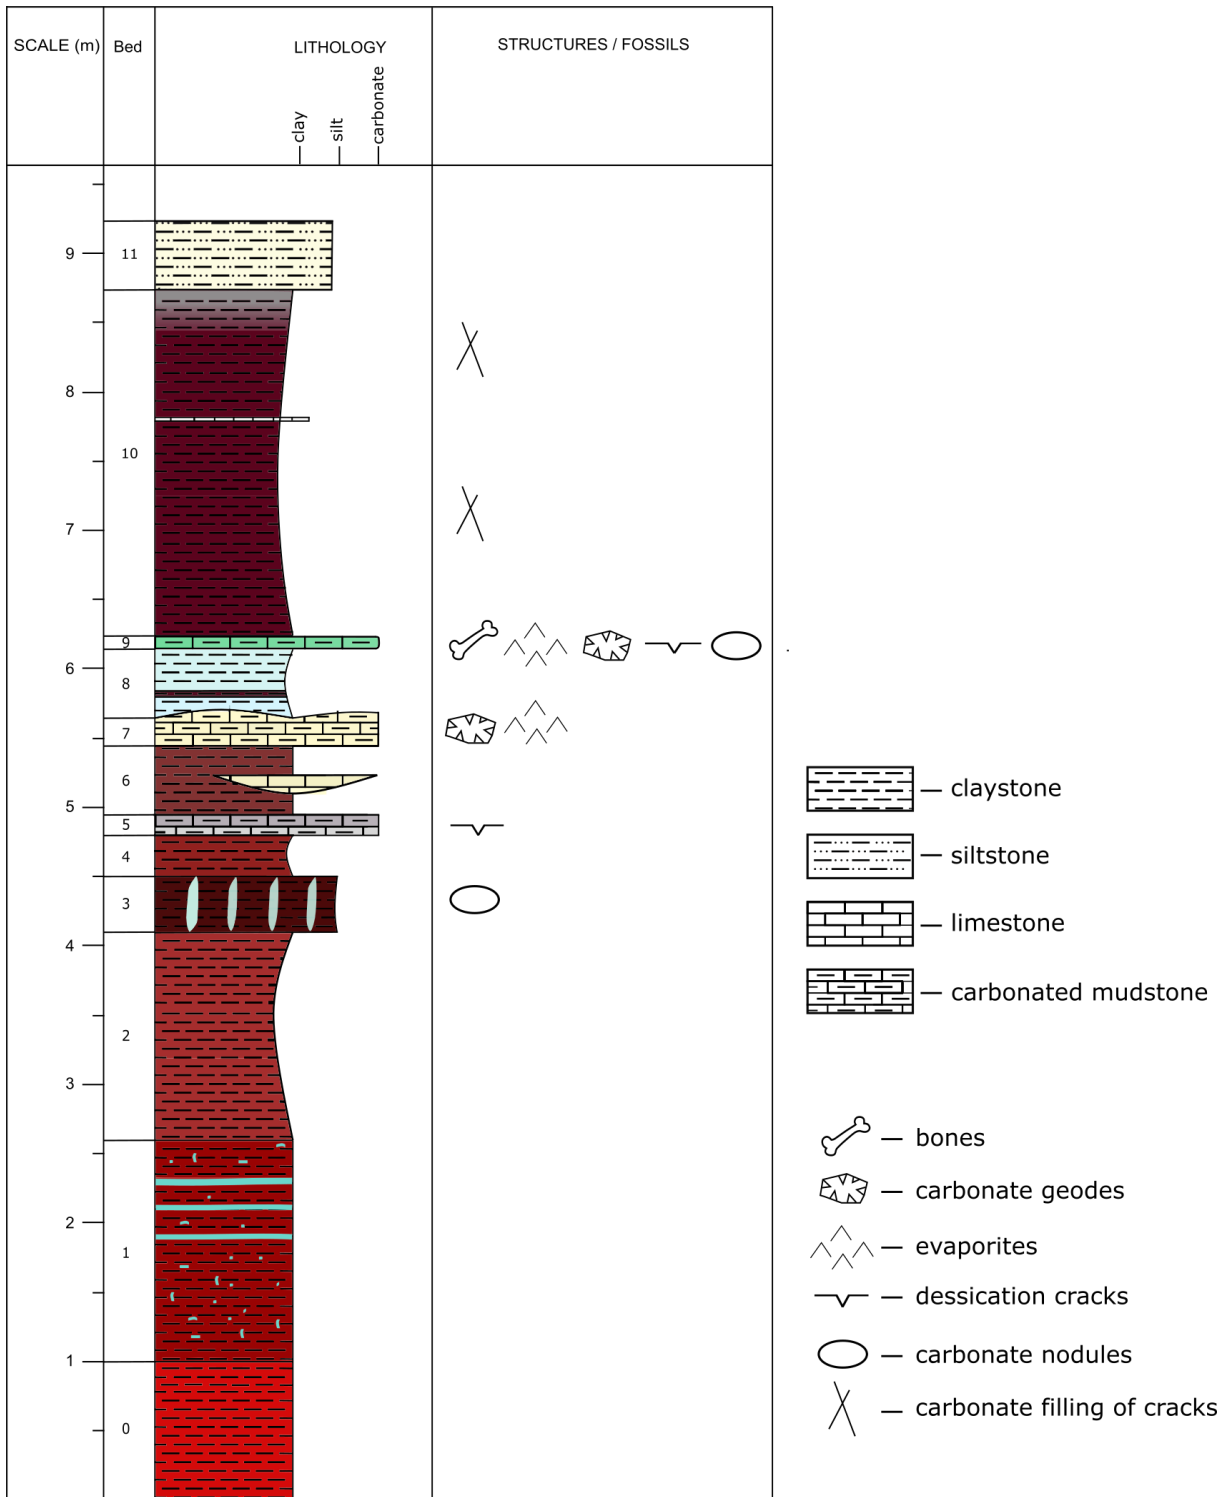 SCALE (m) Bed LITHOLOGY STRUCTURES / FOSSILS
clay silt carbonate
9 11
8
10
7
9
6
8
7
6
5
5
4
3
4
2
3
2
1
1
0
claystone
siltstone
limestone
carbonated mudstone
bones
carbonate geodes
evaporites
dessication cracks
carbonate nodules
carbonate filling of cracks